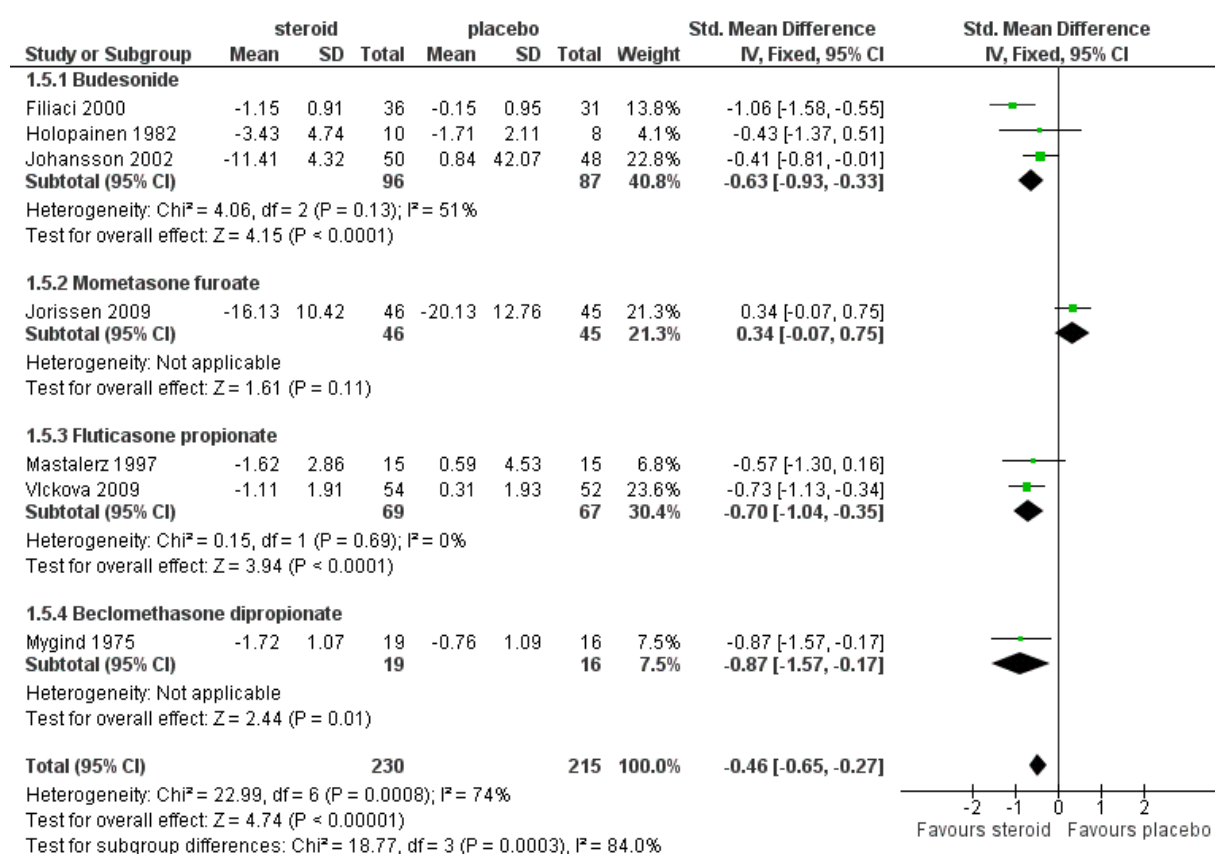 steroid placebo Std. Mean Difference Std. Mean Difference
Study or Subgroup Mean SD Total Mean SD Total Weight IV, Fixed, 95% CI IV, Fixed, 95% CI
1.5.1 Budesonide
Filiaci 2000 -1.15 0.91 36 -0.15 0.95 31 13.8% -1.06 [-1.58, -0.55]
Holopainen 1982 -3.43 4.74 10 -1.71 2.11 8 4.1% -0.43 [-1.37, 0.51]
Johansson 2002 -11.41 4.32 50 0.84 42.07 48 22.8% -0.41 [-0.81, -0.01]
Subtotal (95% CI) 96 87 40.8% -0.63 [-0.93, -0.33]
Heterogeneity: Chi² = 4.06, df = 2 (P = 0.13); I² = 51%
Test for overall effect: Z = 4.15 (P < 0.0001)
1.5.2 Mometasone furoate
Jorissen 2009 -16.13 10.42 46 -20.13 12.76 45 21.3% 0.34 [-0.07, 0.75]
Subtotal (95% CI) 46 45 21.3% 0.34 [-0.07, 0.75]
Heterogeneity: Not applicable
Test for overall effect: Z = 1.61 (P = 0.11)
1.5.3 Fluticasone propionate
Mastalerz 1997 -1.62 2.86 15 0.59 4.53 15 6.8% -0.57 [-1.30, 0.16]
Vlckova 2009 -1.11 1.91 54 0.31 1.93 52 23.6% -0.73 [-1.13, -0.34]
Subtotal (95% CI) 69 67 30.4% -0.70 [-1.04, -0.35]
Heterogeneity: Chi² = 0.15, df = 1 (P = 0.69); I² = 0%
Test for overall effect: Z = 3.94 (P < 0.0001)
1.5.4 Beclomethasone dipropionate
Mygind 1975 -1.72 1.07 19 -0.76 1.09 16 7.5% -0.87 [-1.57, -0.17]
Subtotal (95% CI) 19 16 7.5% -0.87 [-1.57, -0.17]
Heterogeneity: Not applicable
Test for overall effect: Z = 2.44 (P = 0.01)
Total (95% CI) 230 215 100.0% -0.46 [-0.65, -0.27]
Heterogeneity: Chi² = 22.99, df = 6 (P = 0.0008); I² = 74%
Test for overall effect: Z = 4.74 (P < 0.00001)
Test for subgroup differences: Chi² = 18.77, df = 3 (P = 0.0003), I² = 84.0%
-2 -1 0 1 2
Favours steroid Favours placebo